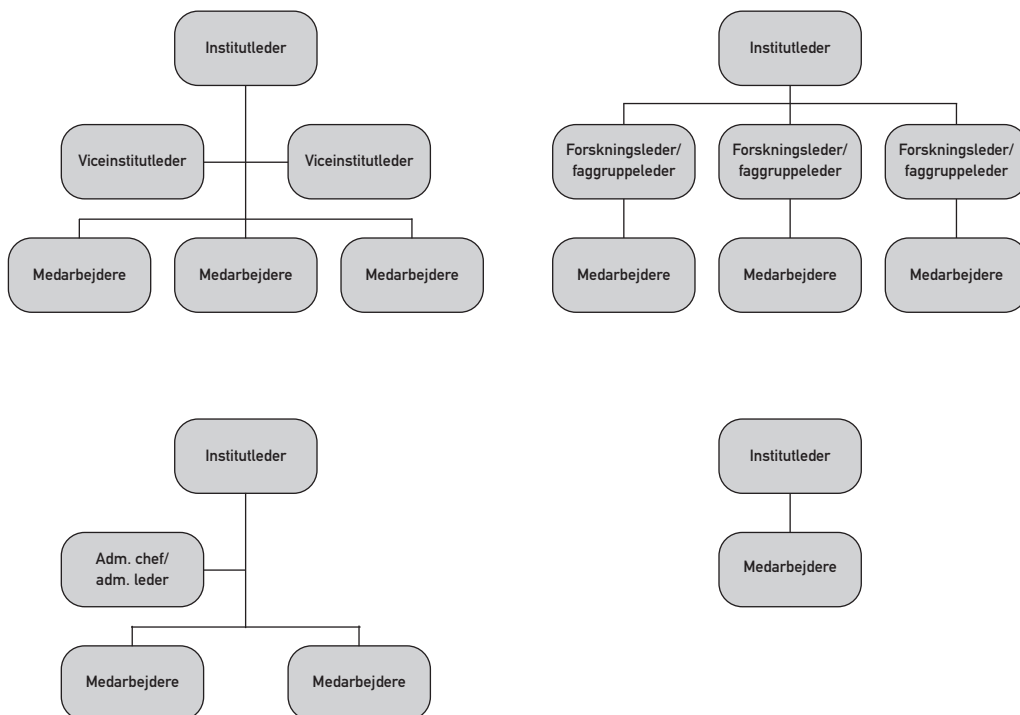 Institutleder
Viceinstitutleder
Viceinstitutleder
Medarbejdere
Medarbejdere
Medarbejdere
Institutleder
Forskningsleder/
faggruppeleder
Forskningsleder/
faggruppeleder
Forskningsleder/
faggruppeleder
Medarbejdere
Medarbejdere
Medarbejdere
Institutleder
Adm. chef/
adm. leder
Medarbejdere
Medarbejdere
Institutleder
Medarbejdere